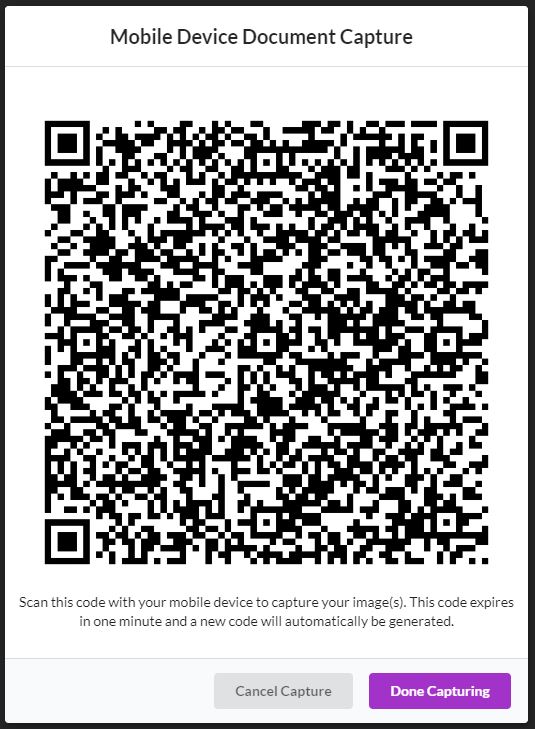 Mobile Device Document Capture
Scan this code with your mobile device to capture your image(s). This code expires
in one minute and a new code will automatically be generated.
Cancel Capture
Done Capturing